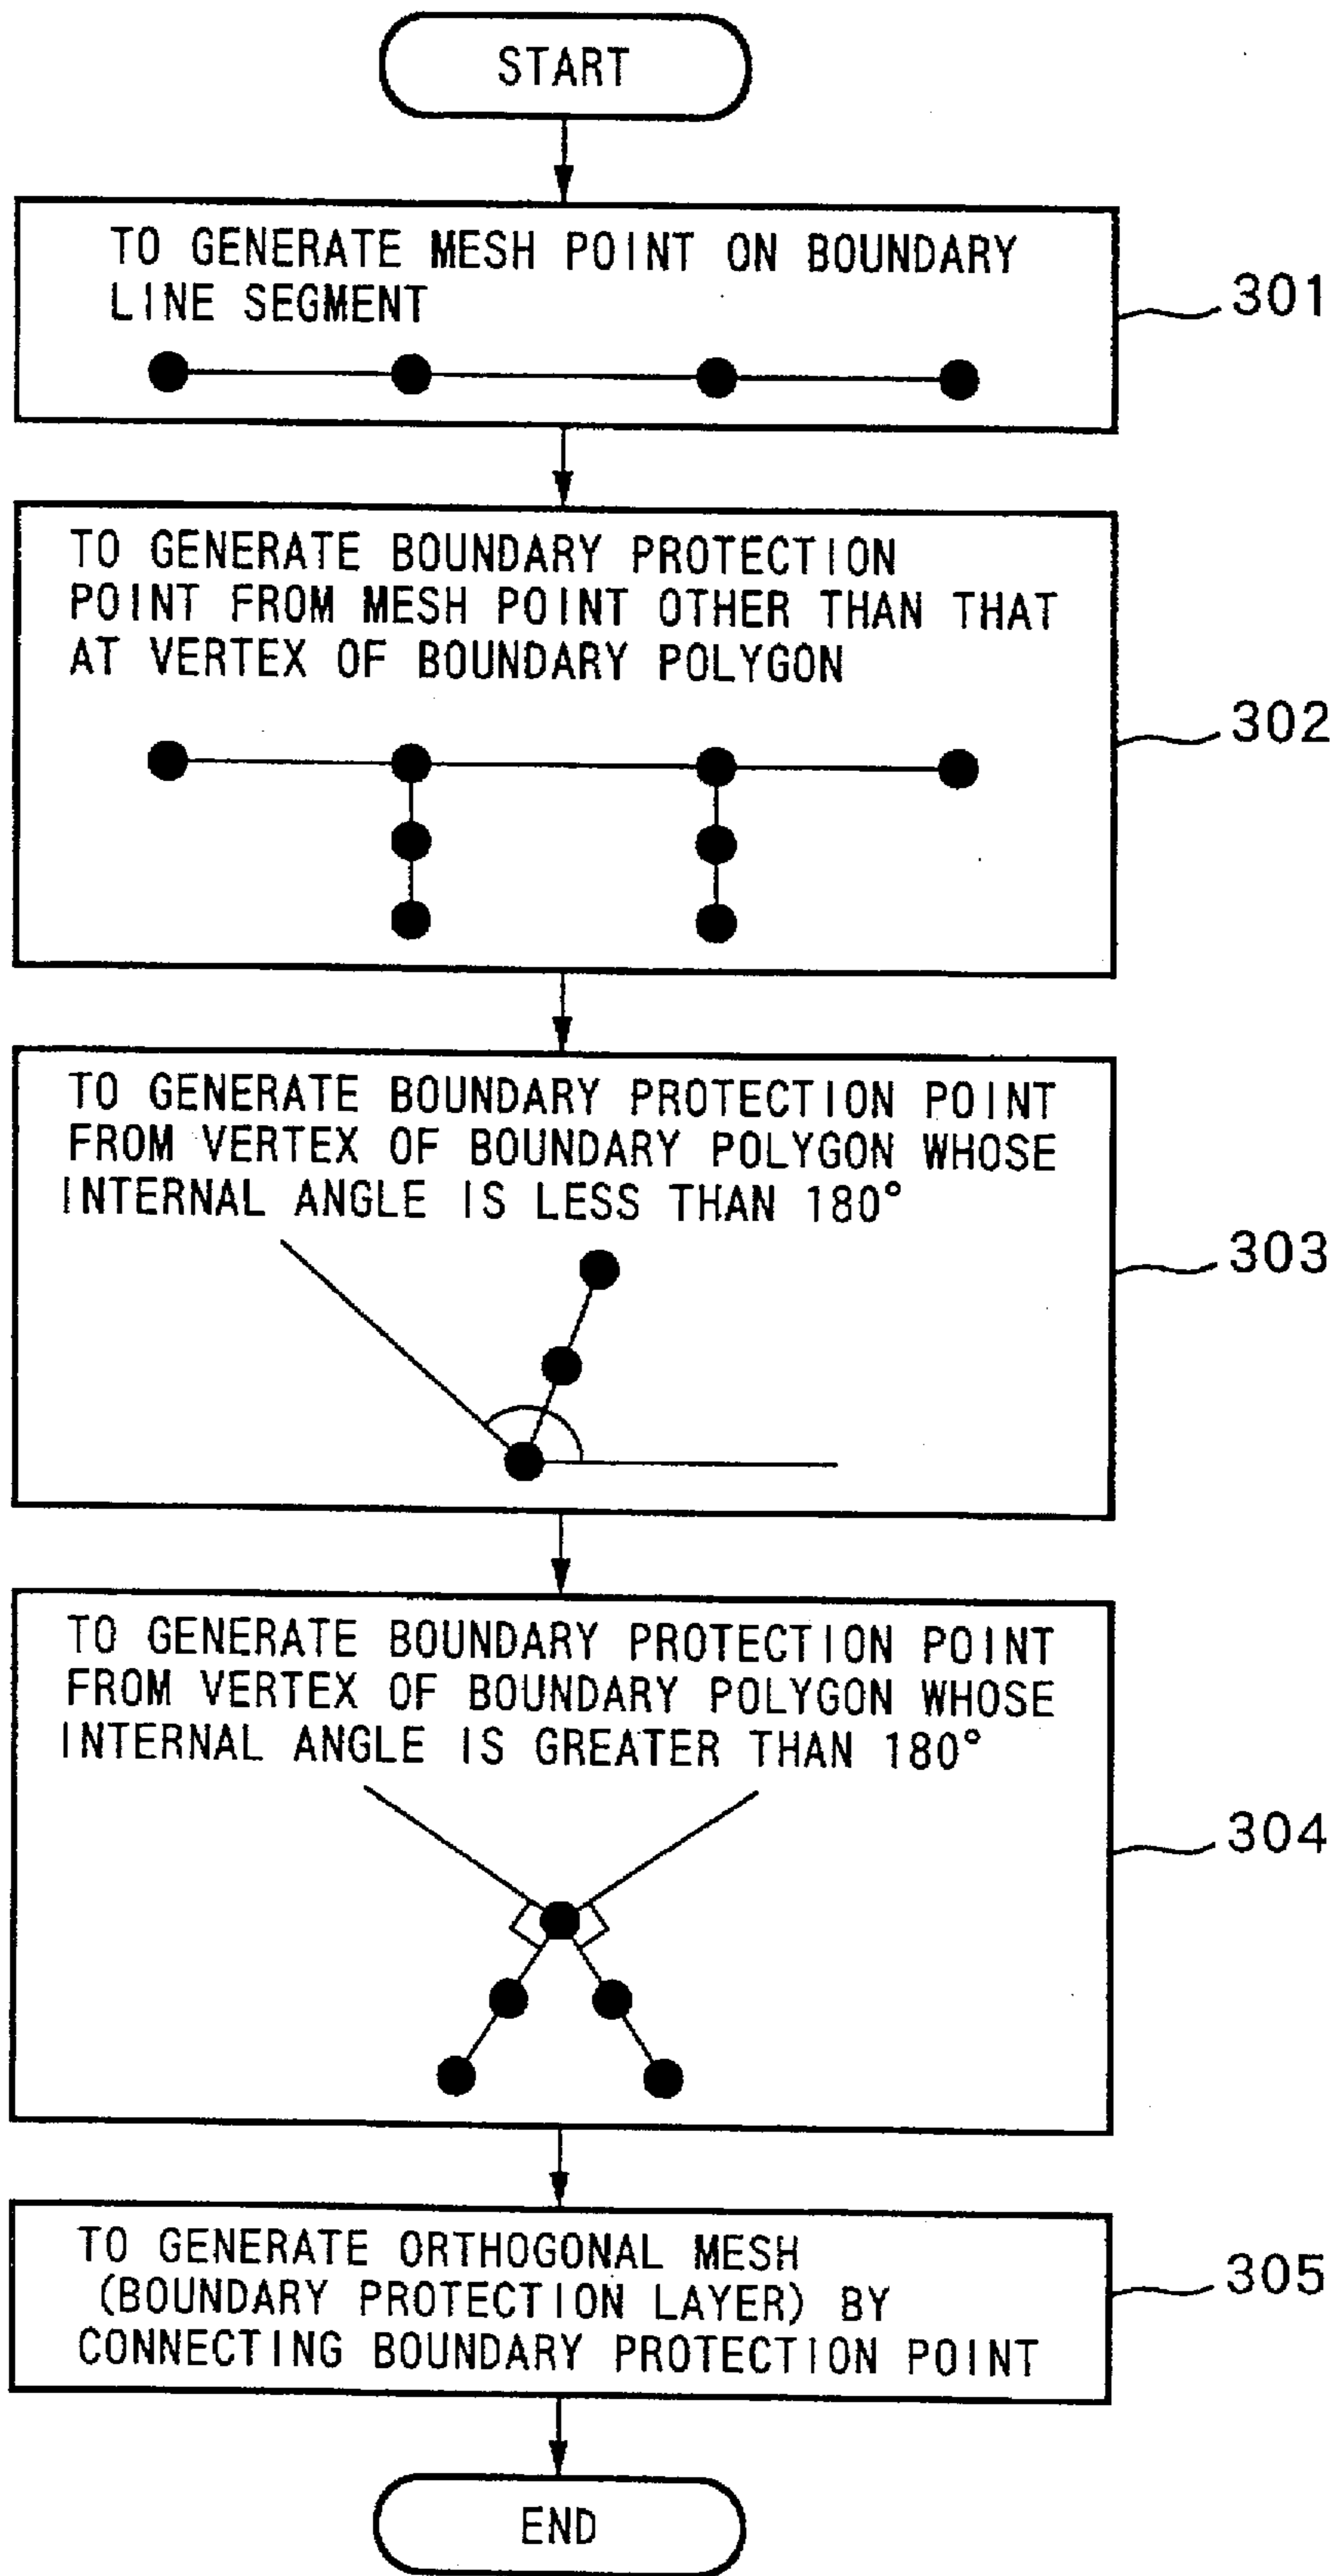 START
TO GENERATE MESH POINT ON BOUNDARY
LINE SEGMENT
301
TO GENERATE BOUNDARY PROTECTION
POINT FROM MESH POINT OTHER THAN THAT
AT VERTEX OF BOUNDARY POLYGON
302
TO GENERATE BOUNDARY PROTECTION POINT
FROM VERTEX OF BOUNDARY POLYGON WHOSE
INTERNAL ANGLE IS LESS THAN 180°
303
TO GENERATE BOUNDARY PROTECTION POINT
FROM VERTEX OF BOUNDARY POLYGON WHOSE
INTERNAL ANGLE IS GREATER THAN 180°
304
TO GENERATE ORTHOGONAL MESH
(BOUNDARY PROTECTION LAYER) BY
CONNECTING BOUNDARY PROTECTION POINT
305
END